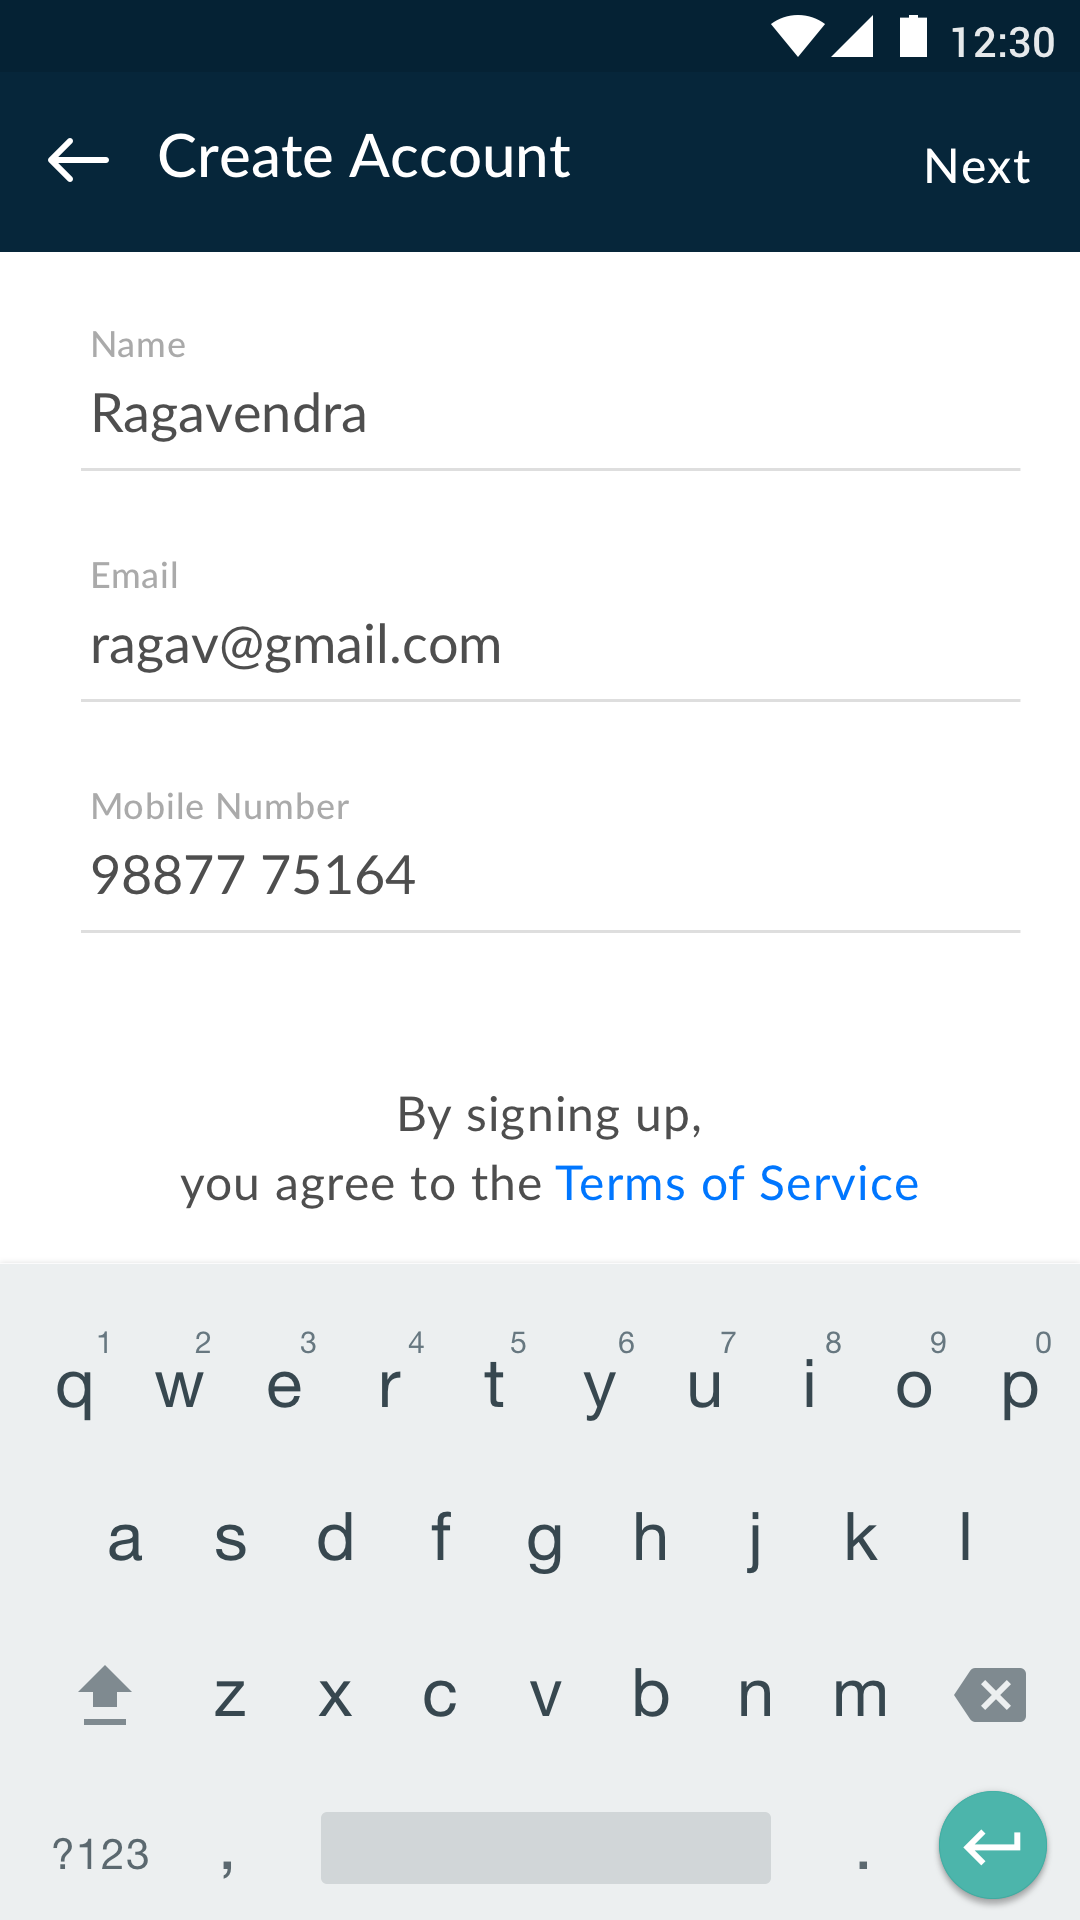 12:30
Create Account
Next
Name
Ragavendra
Email
ragav@gmail.com
Mobile Number
98877 75164
By signing up,
you agree to the Terms of Service
1 2 3 4 5 6 7 8 9 0
q w e r t y u i o p
a s d f g h j k l
z x c v b n m
?123 , .